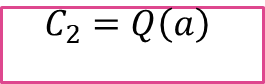 C₂ = Q(a)